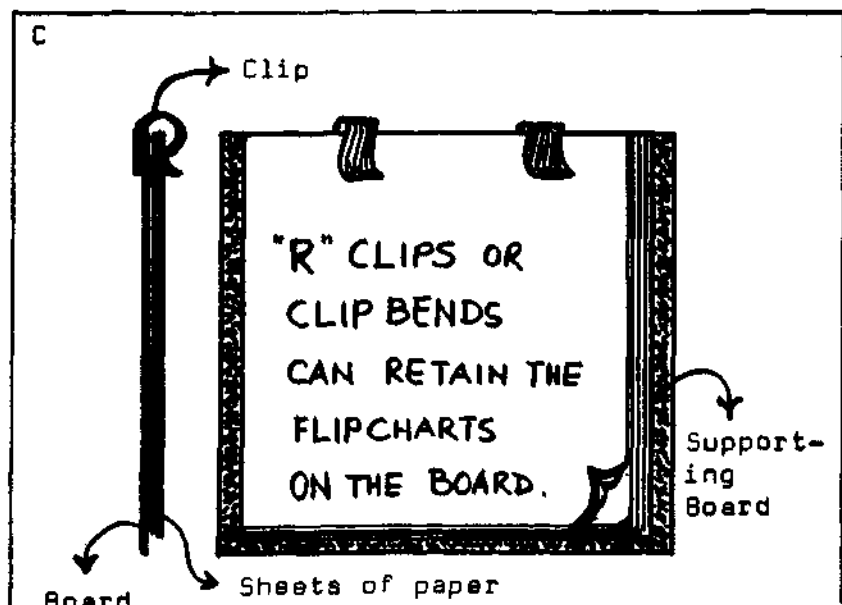 C
Clip
"R" CLIPS OR
CLIP BENDS
CAN RETAIN THE
FLIPCHARTS
ON THE BOARD.
Support-
ing
Board
Board
Sheets of paper